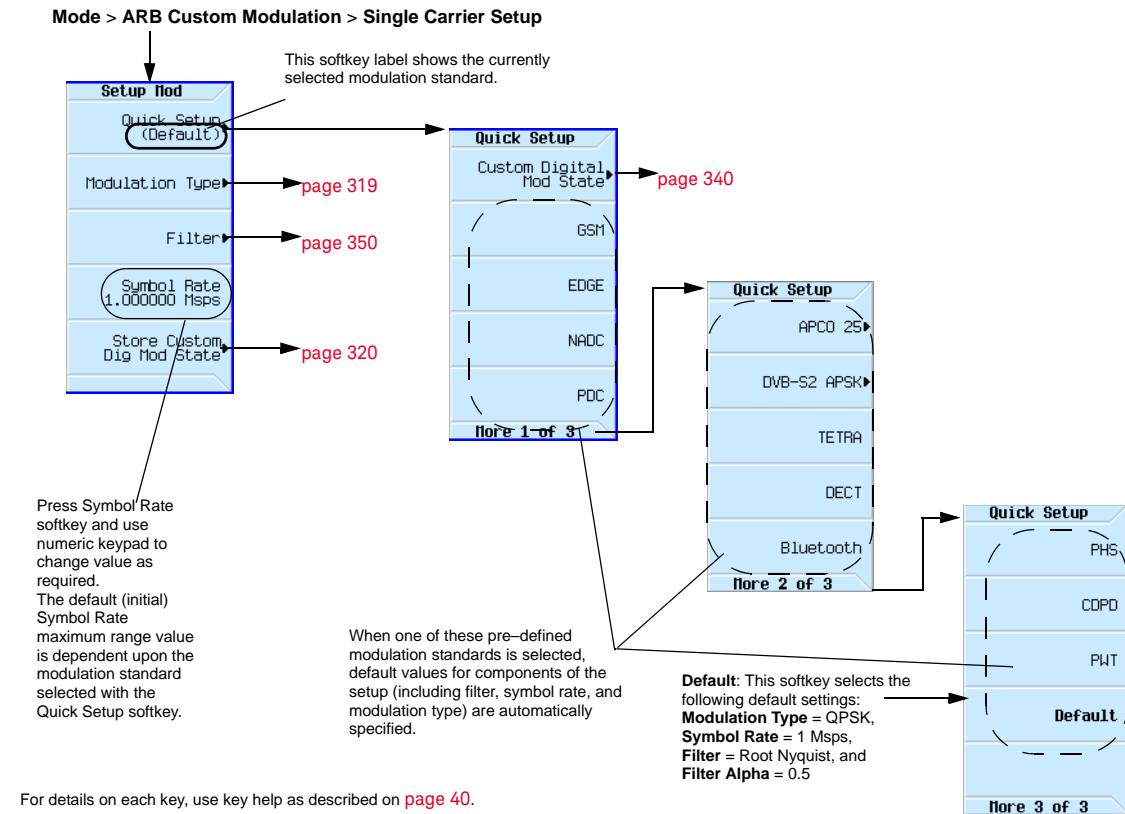 Mode > ARB Custom Modulation > Single Carrier Setup
This softkey label shows the currently
selected modulation standard.
Setup Mod
Quick Setup
(Default)
Modulation Type
page 319
Filter
page 350
Symbol Rate
1.000000 Msps
Store Custom
Dig Mod State
page 320
Quick Setup
Custom Digital
Mod State
page 340
GSM
EDGE
NADC
PDC
More 1 of 3
Quick Setup
APCO 25
DVB-S2 APSK
TETRA
DECT
Bluetooth
More 2 of 3
Quick Setup
PHS
CDPD
PWT
Default
More 3 of 3
Press Symbol Rate
softkey and use
numeric keypad to
change value as
required.
The default (initial)
Symbol Rate
maximum range value
is dependent upon the
modulation standard
selected with the
Quick Setup softkey.
When one of these pre–defined
modulation standards is selected,
default values for components of the
setup (including filter, symbol rate, and
modulation type) are automatically
specified.
Default: This softkey selects the
following default settings:
Modulation Type = QPSK,
Symbol Rate = 1 Msps,
Filter = Root Nyquist, and
Filter Alpha = 0.5
For details on each key, use key help as described on page 40.